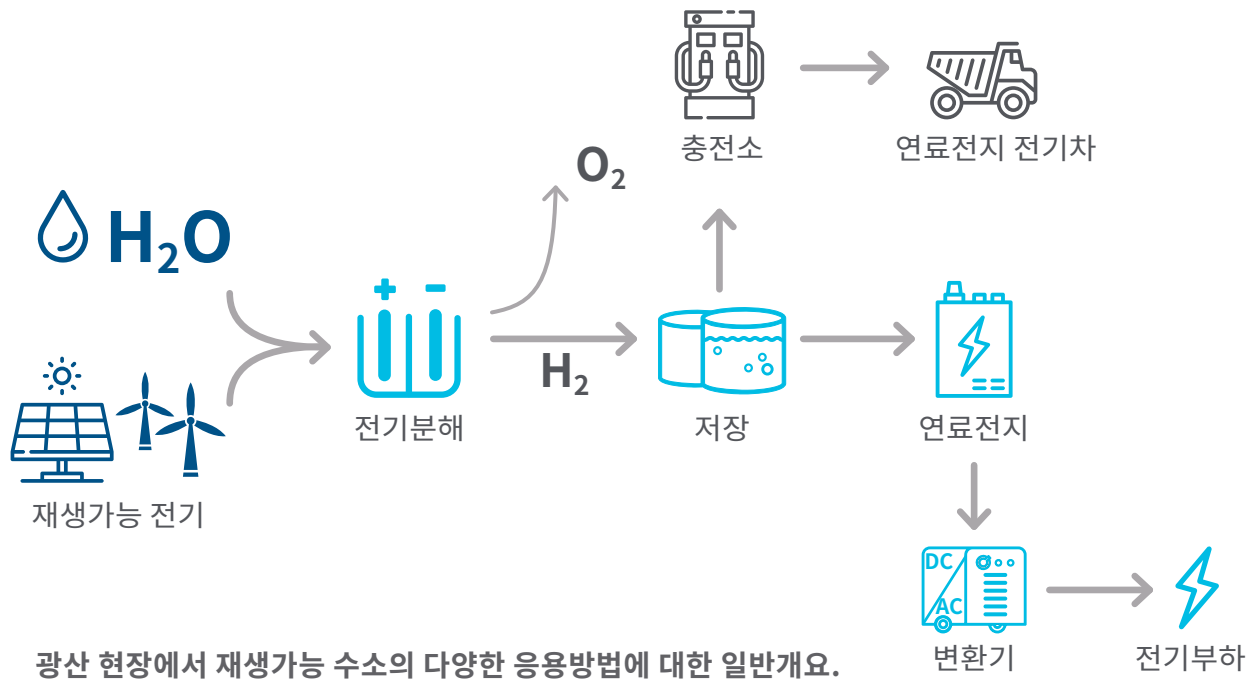 충전소
연료전지 전기차
O₂
H₂O
+ −
H₂
전기분해
저장
연료전지
재생가능 전기
DC
AC
변환기
전기부하
광산 현장에서 재생가능 수소의 다양한 응용방법에 대한 일반개요.